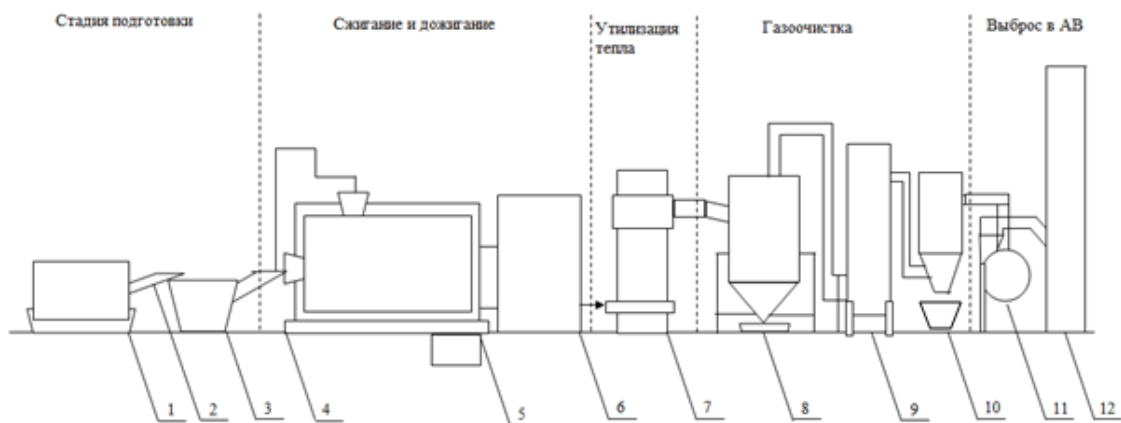 Стадия подготовки
Сжигание и дожигание
Утилизация
тепла
Газоочистка
Выброс в АВ
1
2
3
4
5
6
7
8
9
10
11
12